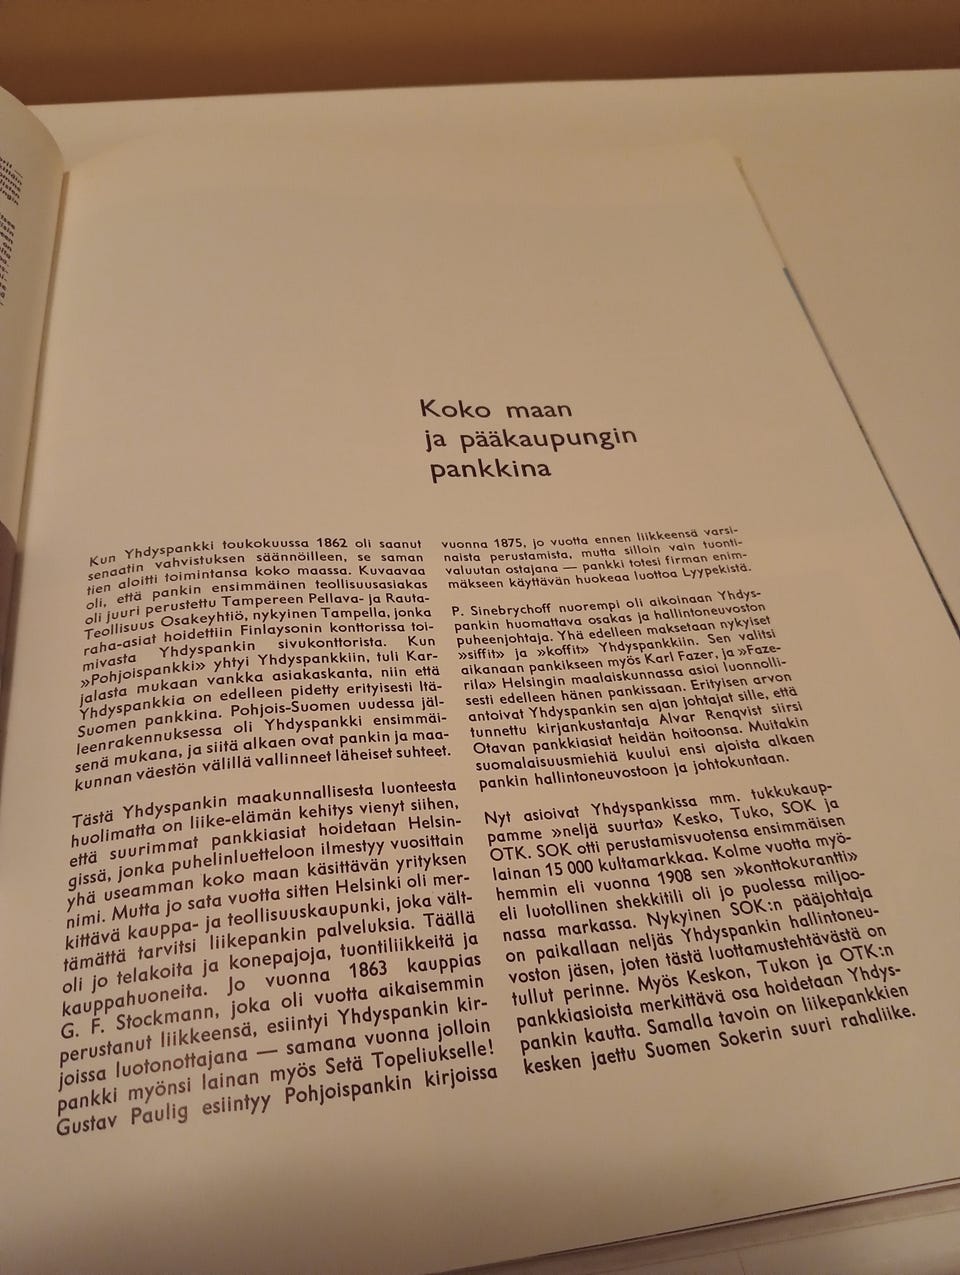 Koko maan
ja pääkaupungin
pankkina
Kun Yhdyspankki toukokuussa 1862 oli saanut
senaatin vahvistuksen säännöilleen, se saman
tien aloitti toimintansa koko maassa. Kuvaavaa
oli, että pankin ensimmäinen teollisuusasiakas
oli juuri perustettu Tampereen Pellava- ja Rauta-
Teollisuus Osakeyhtiö, nykyinen Tampella, jonka
raha-asiat hoidettiin Finlaysonin konttorissa toi-
mivasta Yhdyspankin sivukonttorista. Kun
»Pohjoispankki» yhtyi Yhdyspankkiin, tuli Kar-
jalasta mukaan vankka asiakaskanta, niin että
Yhdyspankkia on edelleen pidetty erityisesti Itä-
Suomen pankkina. Pohjois-Suomen uudessa jäl-
leenrakennuksessa oli Yhdyspankki ensimmäi-
senä mukana, ja siitä alkaen ovat pankin ja maa-
kunnan väestön välillä vallinneet läheiset suhteet.
Tästä Yhdyspankin maakunnallisesta luonteesta
huolimatta on liike-elämän kehitys vienyt siihen,
että suurimmat pankkiasiat hoidetaan Helsin-
gissä, jonka puhelinluetteloon ilmestyy vuosittain
yhä useamman koko maan käsittävän yrityksen
nimi. Mutta jo sata vuotta sitten Helsinki oli mer-
kittävä kauppa- ja teollisuuskaupunki, joka vält-
tämättä tarvitsi liikepankin palveluksia. Täällä
oli jo telakoita ja konepajoja, tuontiliikkeitä ja
kauppahuoneita. Jo vuonna 1863 kauppias
G. F. Stockmann, joka oli vuotta aikaisemmin
perustanut liikkeensä, esiintyi Yhdyspankin kir-
joissa luotonottajana — samana vuonna jolloin
pankki myönsi lainan myös Setä Topeliukselle!
Gustav Paulig esiintyy Pohjoispankin kirjoissa
vuonna 1875, jo vuotta ennen liikkeensä varsi-
naista perustamista, mutta silloin vain tuonti-
valuutan ostajana — pankki totesi firman enim-
mäkseen käyttävän huokeaa luottoa Lyypekistä.
P. Sinebrychoff nuorempi oli aikoinaan Yhdys-
pankin huomattava osakas ja hallintoneuvoston
puheenjohtaja. Yhä edelleen maksetaan nykyiset
»siffit» ja »koffit» Yhdyspankkiin. Sen valitsi
aikanaan pankikseen myös Karl Fazer, ja »Faze-
rila» Helsingin maalaiskunnassa asioi luonnolli-
sesti edelleen hänen pankissaan. Erityisen arvon
antoivat Yhdyspankin sen ajan johtajat sille, että
tunnettu kirjankustantaja Alvar Renqvist siirsi
Otavan pankkiasiat heidän hoitoonsa. Muitakin
suomalaisuusmiehiä kuului ensi ajoista alkaen
pankin hallintoneuvostoon ja johtokuntaan.
Nyt asioivat Yhdyspankissa mm. tukkukaup-
pamme »neljä suurta» Kesko, Tuko, SOK ja
OTK. SOK otti perustamisvuotensa ensimmäisen
lainan 15 000 kultamarkkaa. Kolme vuotta myö-
hemmin eli vuonna 1908 sen »konttokurantti»
eli luotollinen shekkitili oli jo puolessa miljoo-
nassa markassa. Nykyinen SOK:n pääjohtaja
on paikallaan neljäs Yhdyspankin hallintoneu-
voston jäsen, joten tästä luottamustehtävästä on
tullut perinne. Myös Keskon, Tukon ja OTK:n
pankkiasioista merkittävä osa hoidetaan Yhdys-
pankin kautta. Samalla tavoin on liikepankkien
kesken jaettu Suomen Sokerin suuri rahaliike.